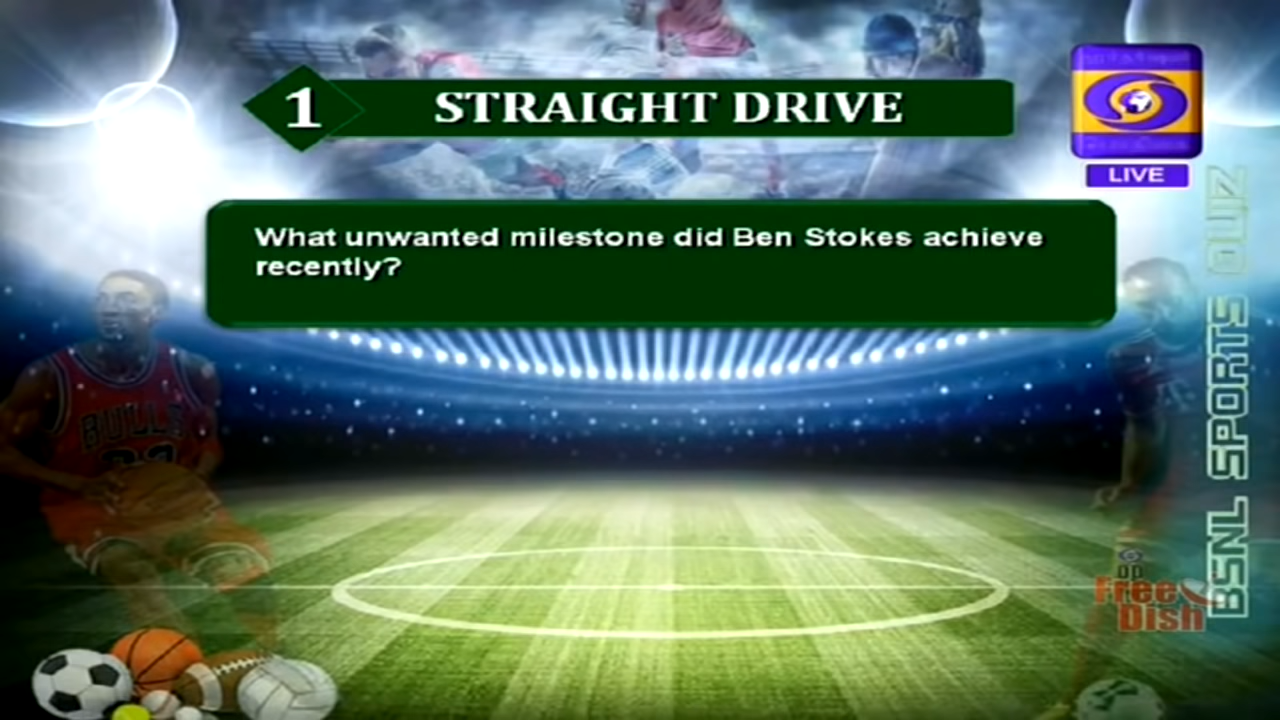 1 STRAIGHT DRIVE
LIVE
What unwanted milestone did Ben Stokes achieve
recently?
BSNL SPORTS QUIZ
BULLS
DD
Free
Dish